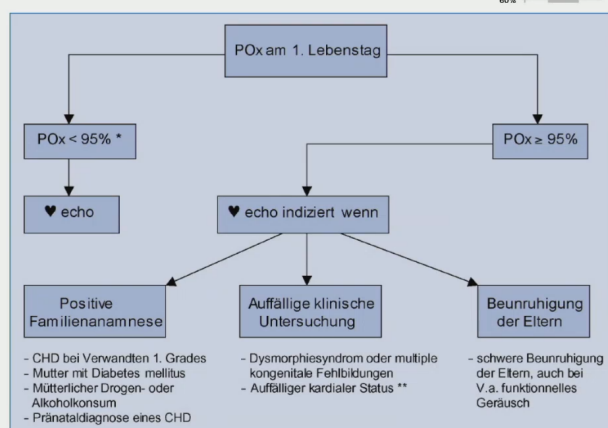 60%
POx am 1. Lebenstag
POx < 95% *
POx ≥ 95%
♥ echo
♥ echo indiziert wenn
Positive
Familienanamnese
Auffällige klinische
Untersuchung
Beunruhigung
der Eltern
- CHD bei Verwandten 1. Grades
- Mutter mit Diabetes mellitus
- Mütterlicher Drogen- oder
Alkoholkonsum
- Pränataldiagnose eines CHD
- Dysmorphiesyndrom oder multiple
kongenitale Fehlbildungen
- Auffälliger kardialer Status **
- schwere Beunruhigung
der Eltern, auch bei
V.a. funktionelles
Geräusch